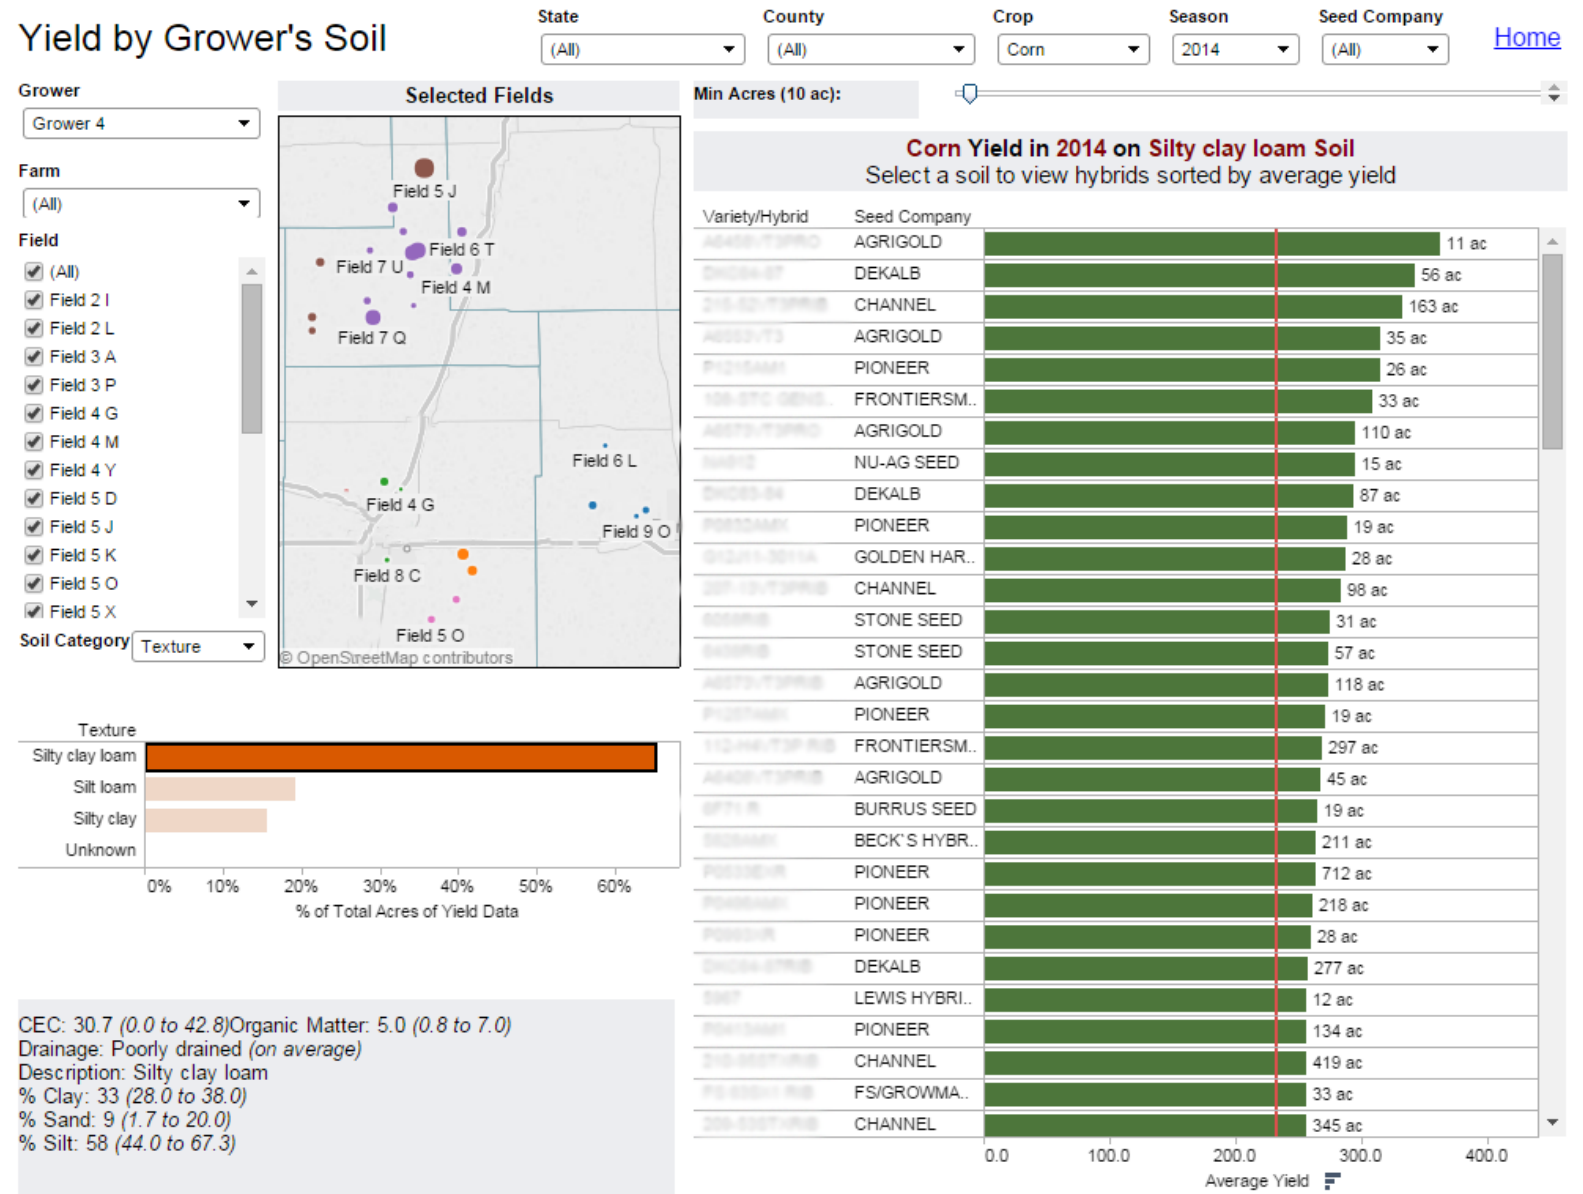 Yield by Grower's Soil
State
County
Crop
Season
Seed Company
(All)
(All)
Corn
2014
(All)
Home
Grower
Grower 4
Farm
(All)
Field
(All)
Field 2 I
Field 2 L
Field 3 A
Field 3 P
Field 4 G
Field 4 M
Field 4 Y
Field 5 D
Field 5 J
Field 5 K
Field 5 O
Field 5 X
Soil Category
Texture
Selected Fields
Field 5 J
Field 6 T
Field 7 U
Field 4 M
Field 7 Q
Field 6 L
Field 4 G
Field 9 O
Field 8 C
Field 5 O
© OpenStreetMap contributors
Texture
Silty clay loam
Silt loam
Silty clay
Unknown
0% 10% 20% 30% 40% 50% 60%
% of Total Acres of Yield Data
CEC: 30.7 (0.0 to 42.8)Organic Matter: 5.0 (0.8 to 7.0)
Drainage: Poorly drained (on average)
Description: Silty clay loam
% Clay: 33 (28.0 to 38.0)
% Sand: 9 (1.7 to 20.0)
% Silt: 58 (44.0 to 67.3)
Min Acres (10 ac):
Corn Yield in 2014 on Silty clay loam Soil
Select a soil to view hybrids sorted by average yield
Variety/Hybrid Seed Company
AGRIGOLD 11 ac
DEKALB 56 ac
CHANNEL 163 ac
AGRIGOLD 35 ac
PIONEER 26 ac
FRONTIERSM.. 33 ac
AGRIGOLD 110 ac
NU-AG SEED 15 ac
DEKALB 87 ac
PIONEER 19 ac
GOLDEN HAR.. 28 ac
CHANNEL 98 ac
STONE SEED 31 ac
STONE SEED 57 ac
AGRIGOLD 118 ac
PIONEER 19 ac
FRONTIERSM.. 297 ac
AGRIGOLD 45 ac
BURRUS SEED 19 ac
BECK`S HYBR.. 211 ac
PIONEER 712 ac
PIONEER 218 ac
PIONEER 28 ac
DEKALB 277 ac
LEWIS HYBRI.. 12 ac
PIONEER 134 ac
CHANNEL 419 ac
FS/GROWMA.. 33 ac
CHANNEL 345 ac
0.0 100.0 200.0 300.0 400.0
Average Yield